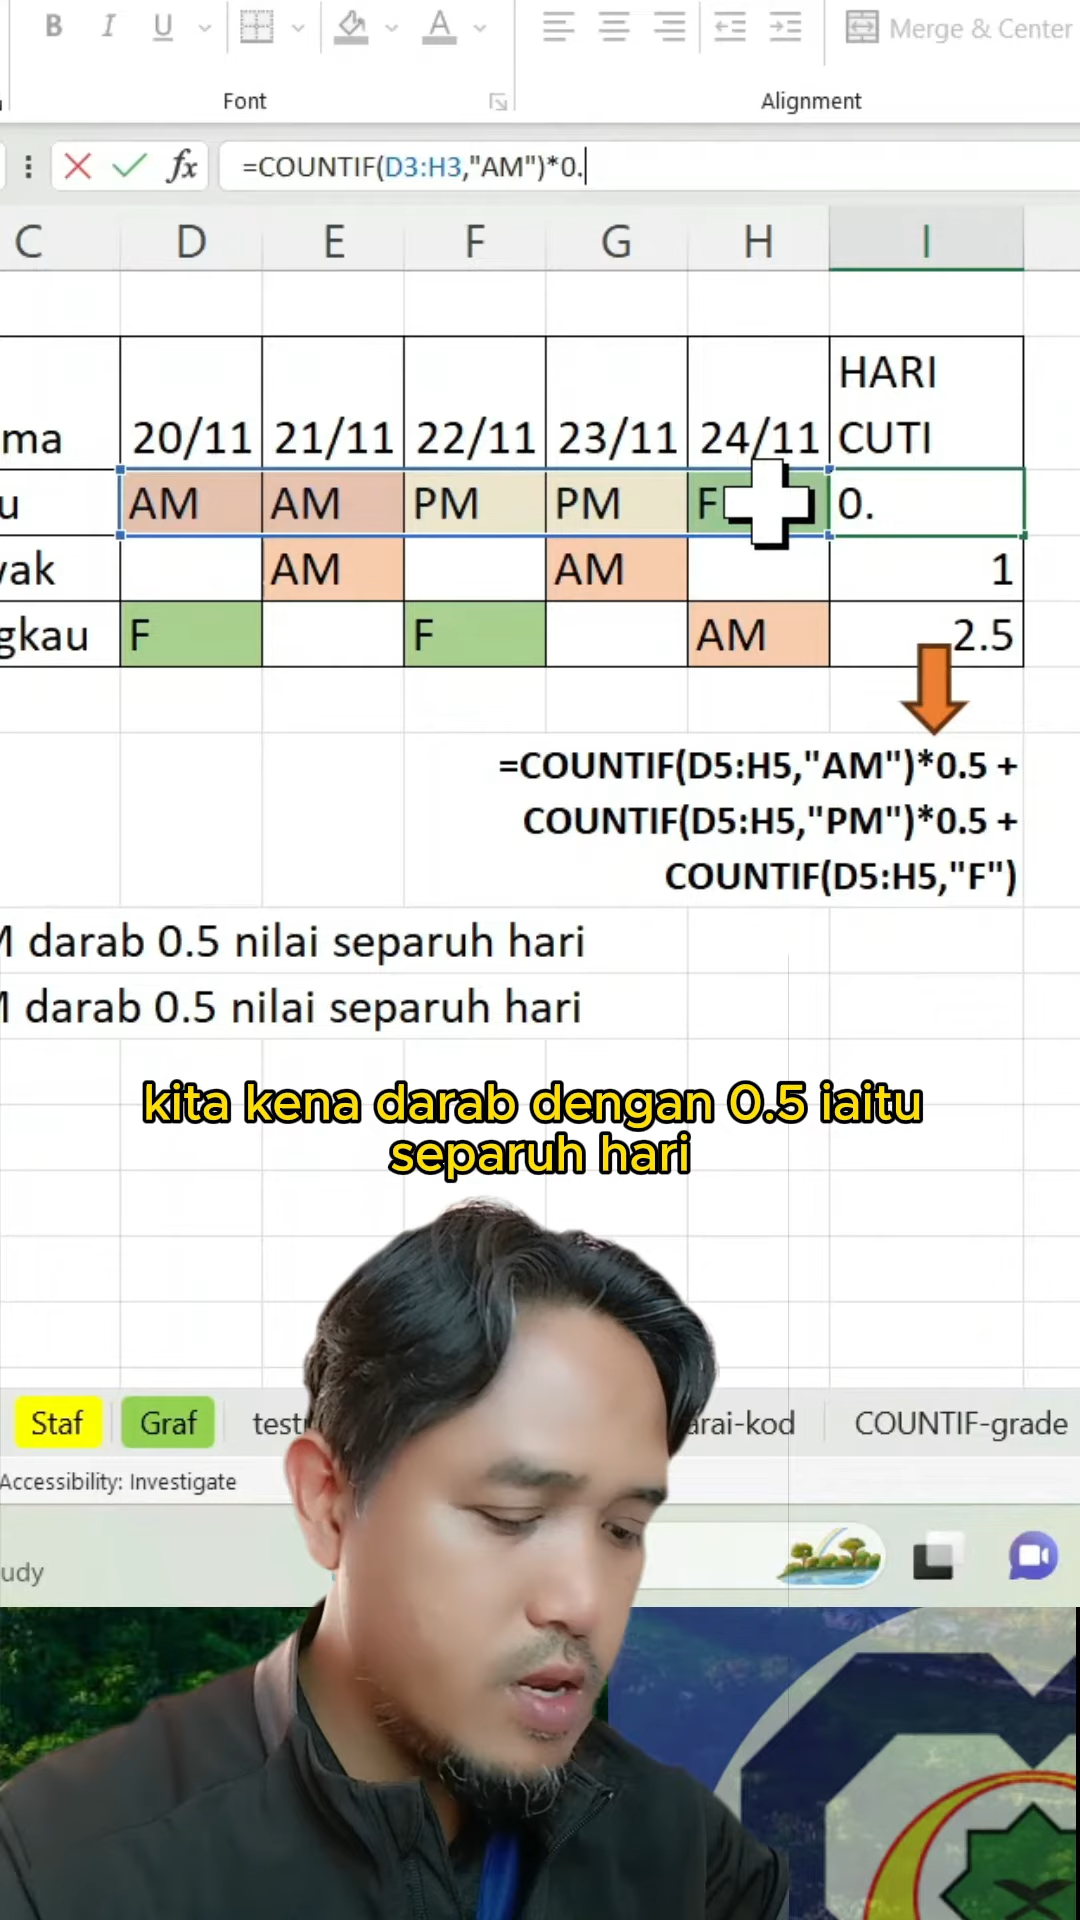 B I U A Merge & Center
Font Alignment
fx =COUNTIF(D3:H3,"AM")*0.
C D E F G H I
HARI
ma 20/11 21/11 22/11 23/11 24/11 CUTI
u AM AM PM PM F 0.
ak AM AM 1
gkau F F AM 2.5
=COUNTIF(D5:H5,"AM")*0.5 +
COUNTIF(D5:H5,"PM")*0.5 +
COUNTIF(D5:H5,"F")
M darab 0.5 nilai separuh hari
M darab 0.5 nilai separuh hari
kita kena darab dengan 0.5 iaitu
separuh hari
Staf Graf test arai-kod COUNTIF-grade
Accessibility: Investigate
udy